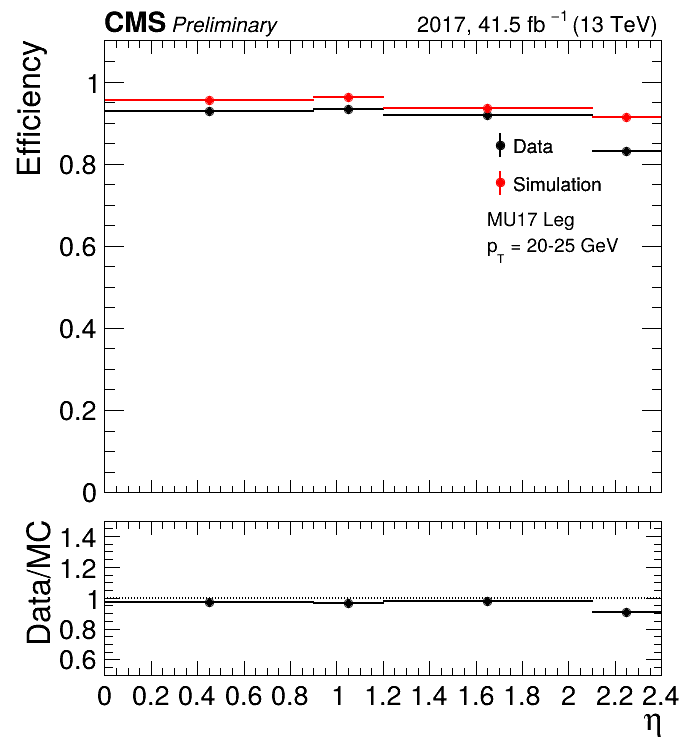 CMS Preliminary 2017, 41.5 fb⁻¹ (13 TeV)
Efficiency
1
0.8
0.6
0.4
0.2
0
Data
Simulation
MU17 Leg
p_T = 20-25 GeV
Data/MC
1.4
1.2
1
0.8
0.6
0 0.2 0.4 0.6 0.8 1 1.2 1.4 1.6 1.8 2 2.2 2.4
η